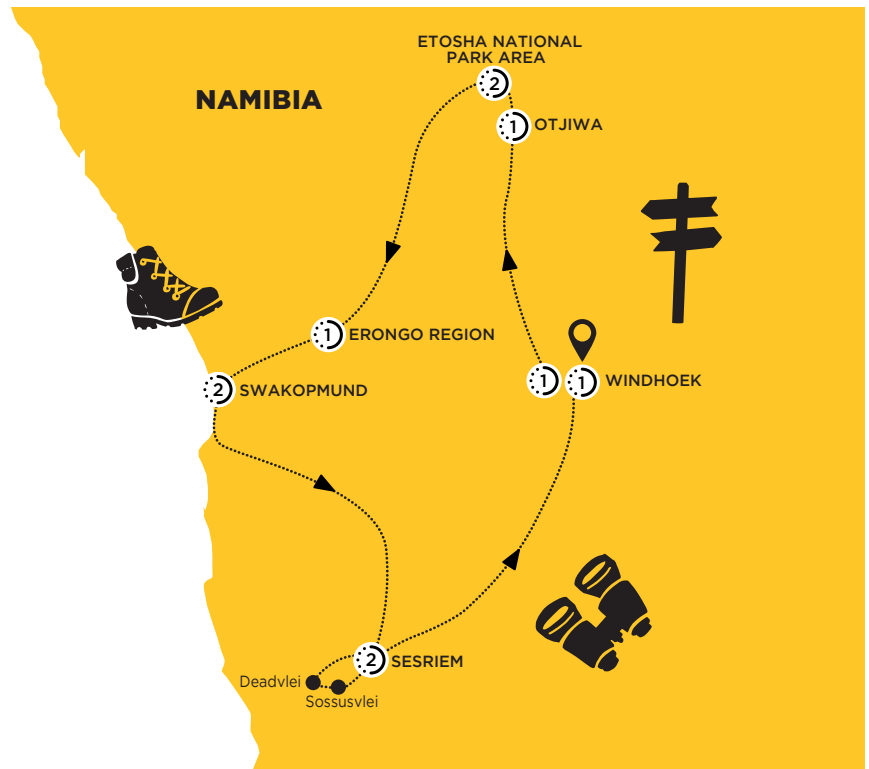 ETOSHA NATIONAL
PARK AREA
2
NAMIBIA
1 OTJIWA
1 ERONGO REGION
2 SWAKOPMUND
1 1 WINDHOEK
2 SESRIEM
Deadvlei
Sossusvlei